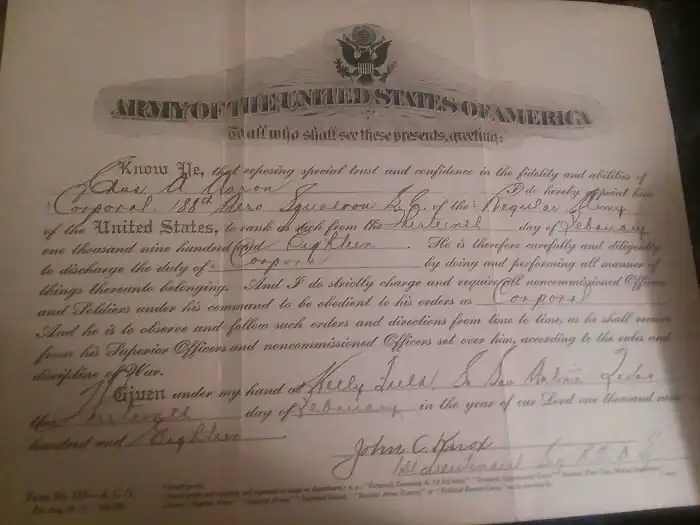 ARMY OF THE UNITED STATES OF AMERICA
To all who shall see these presents, greeting:
Know Ye, that reposing special trust and confidence in the fidelity and abilities of
Chas A Aaron I do hereby appoint him
Corporal. 188th Aero Squadron S.C. of the Regular Army
of the United States, to rank as such from the thirteenth day of February
one thousand nine hundred and Eighteen. He is therefore carefully and diligently
to discharge the duty of Corporal by doing and performing all manner of
things thereunto belonging. And I do strictly charge and require all noncommissioned Officers
and Soldiers under his command to be obedient to his orders as Corporal
And he is to observe and follow such orders and directions from time to time, as he shall receive
from his Superior Officers and noncommissioned Officers set over him, according to the rules and
discipline of War.
Given under my hand at Kelly Field So San Antonio Texas
this thirteenth day of February in the year of our Lord one thousand nine
hundred and Eighteen.
John C. Knox
1st Lieutenant
Form No.